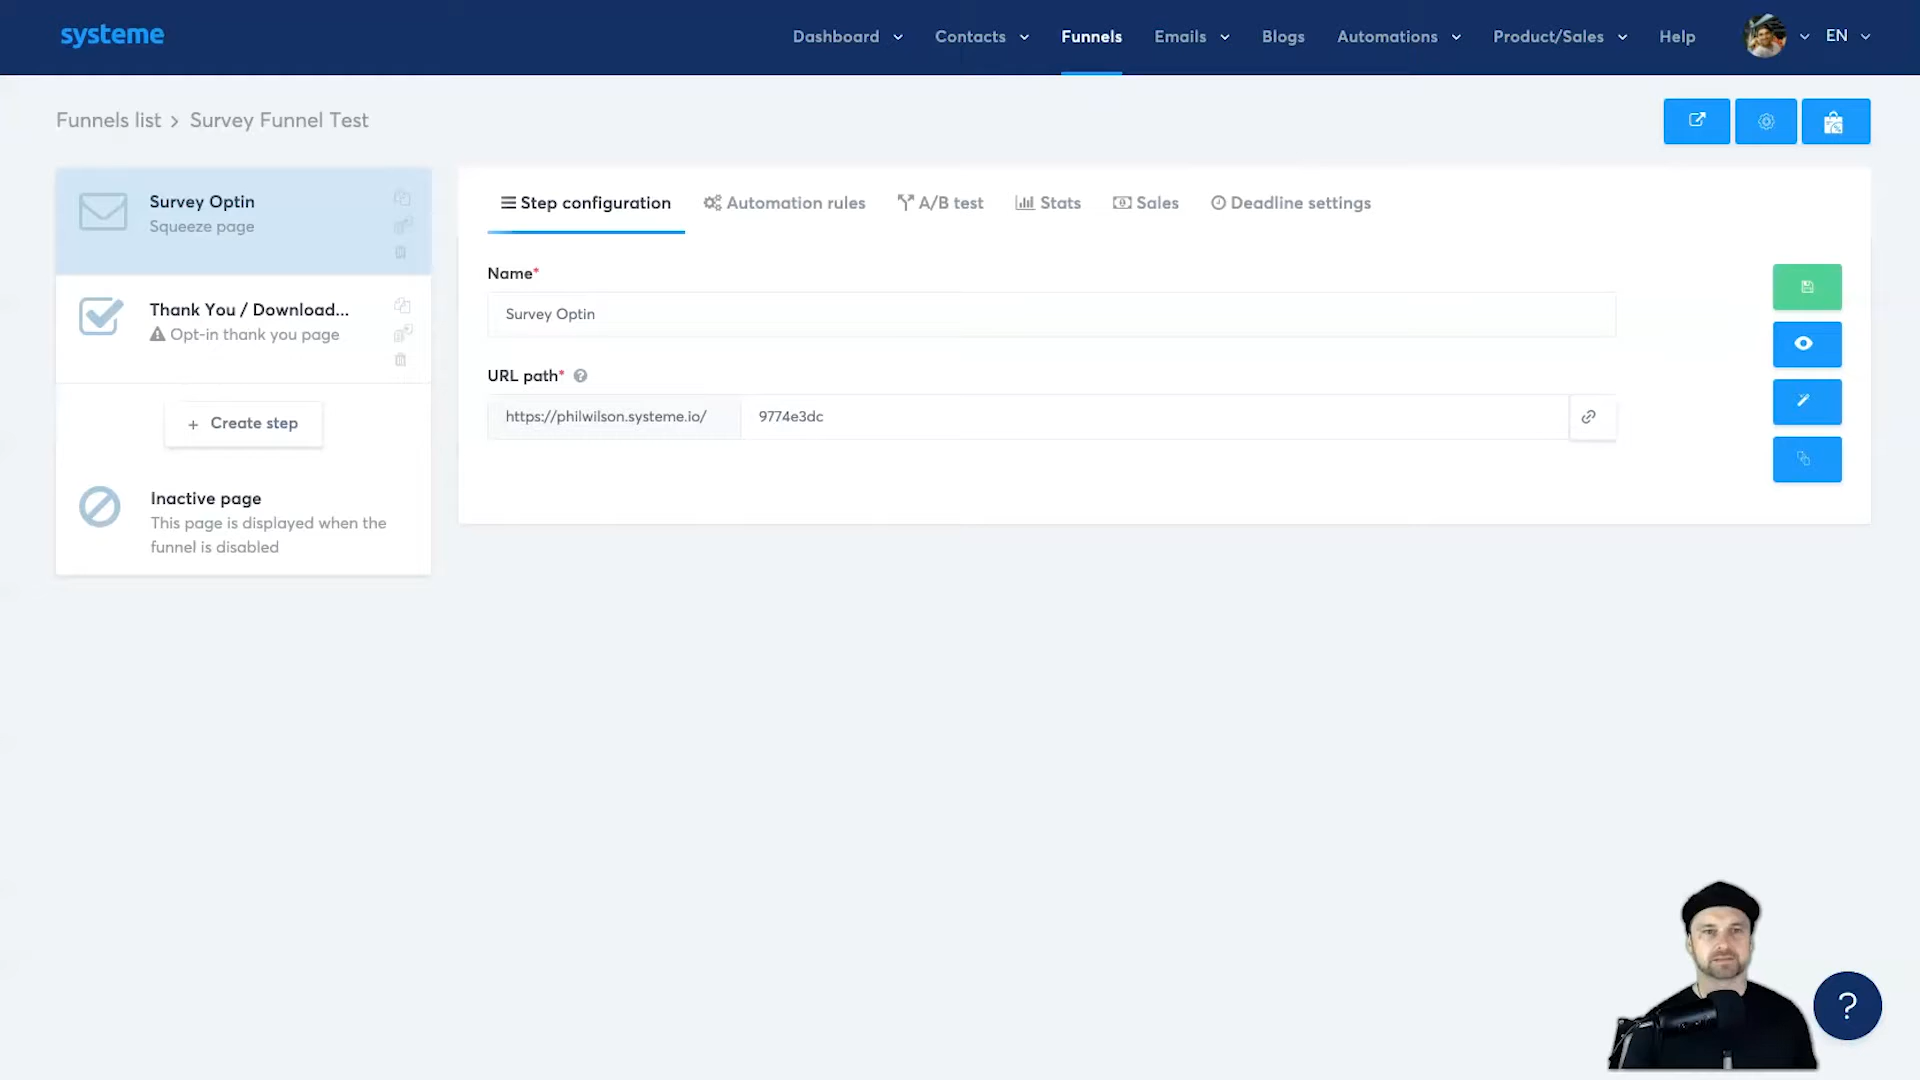 systeme
Dashboard
Contacts
Funnels
Emails
Blogs
Automations
Product/Sales
Help
EN
Funnels list > Survey Funnel Test
Survey Optin
Squeeze page
Thank You / Download...
Opt-in thank you page
+ Create step
Inactive page
This page is displayed when the
funnel is disabled
Step configuration
Automation rules
A/B test
Stats
Sales
Deadline settings
Name*
Survey Optin
URL path* ?
https://philwilson.systeme.io/
9774e3dc
?